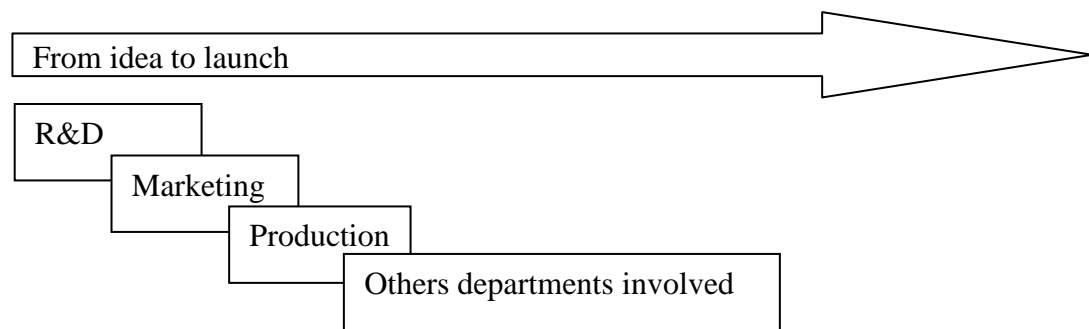 From idea to launch
R&D
Marketing
Production
Others departments involved